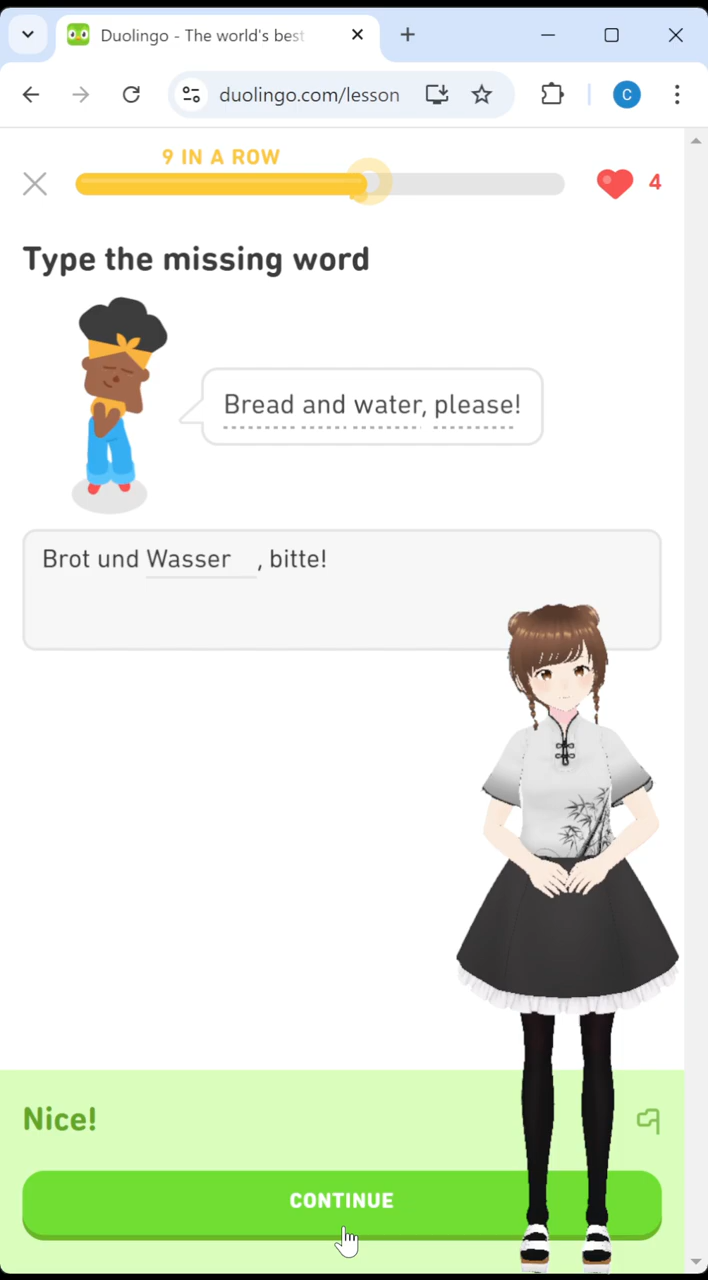 Duolingo - The world's best
duolingo.com/lesson
C
9 IN A ROW
4
Type the missing word
Bread and water, please!
Brot und Wasser , bitte!
Nice!
CONTINUE